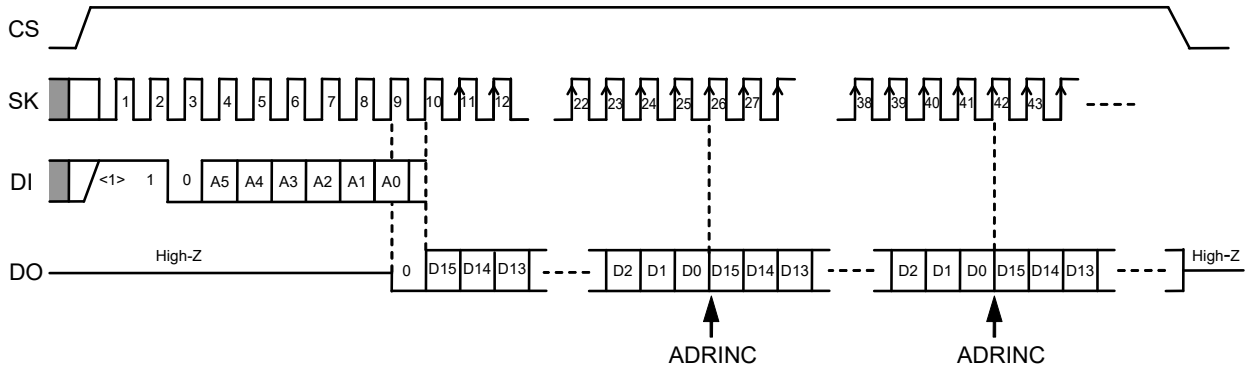 CS
SK 1 2 3 4 5 6 7 8 9 10 11 12 22 23 24 25 26 27 38 39 40 41 42 43
DI <1> 1 0 A5 A4 A3 A2 A1 A0
DO High-Z 0 D15 D14 D13 D2 D1 D0 D15 D14 D13 D2 D1 D0 D15 D14 D13 High-Z
ADRINC ADRINC